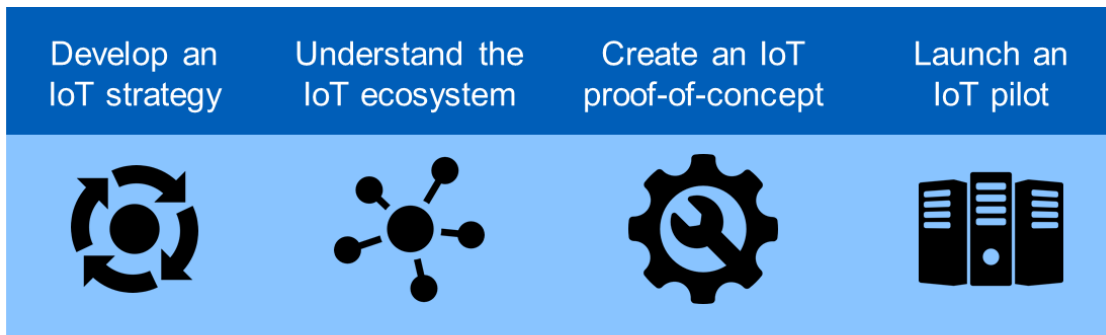 Develop an
IoT strategy
Understand the
IoT ecosystem
Create an IoT
proof-of-concept
Launch an
IoT pilot